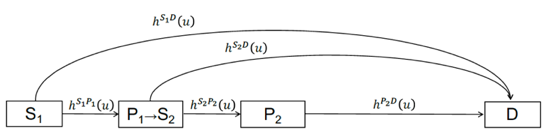 h^{S₁D}(u)
h^{S₂D}(u)
S₁ h^{S₁P₁}(u) P₁→S₂ h^{S₂P₂}(u) P₂ h^{P₂D}(u) D